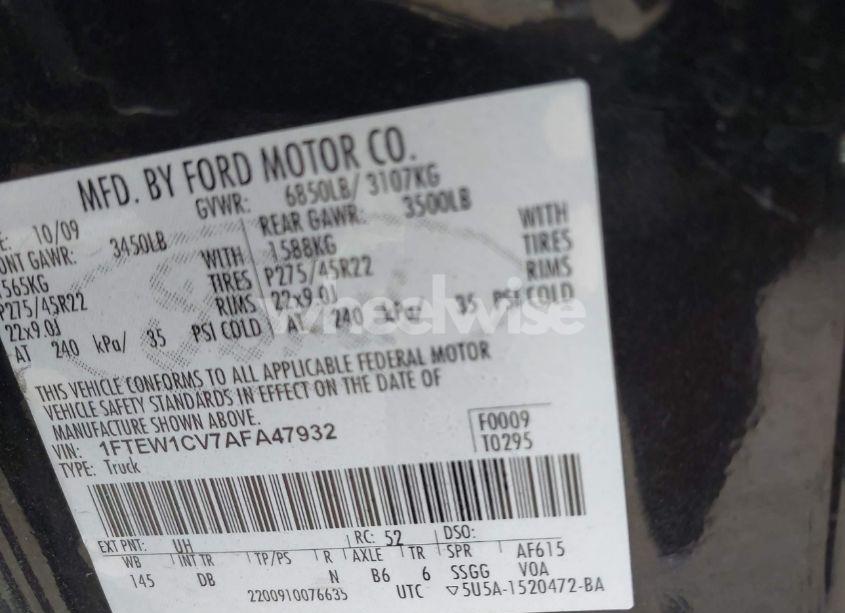 MFD. BY FORD MOTOR CO.
10/09
GVWR: 6850LB/ 3107KG
3450LB
WITH
TIRES
RIMS
PSI COLD
GAWR:
565KG
P275/45R22
22x9.0J
AT 240 kPa/ 35
REAR GAWR: 3500LB
1588KG
P275/45R22
22x9.0J
AT 240 kPa/ 35
WITH
TIRES
RIMS
PSI COLD
wheelwise
THIS VEHICLE CONFORMS TO ALL APPLICABLE FEDERAL MOTOR
VEHICLE SAFETY STANDARDS IN EFFECT ON THE DATE OF
MANUFACTURE SHOWN ABOVE.
VIN: 1FTEW1CV7AFA47932
TYPE: Truck
F0009
T0295
EXT PNT: UH RC: 52 DSO:
WB INT TR TP/PS R AXLE TR SPR AF615
145 DB N B6 6 SSGG V0A
2200910076635 UTC ▽5U5A-1520472-BA